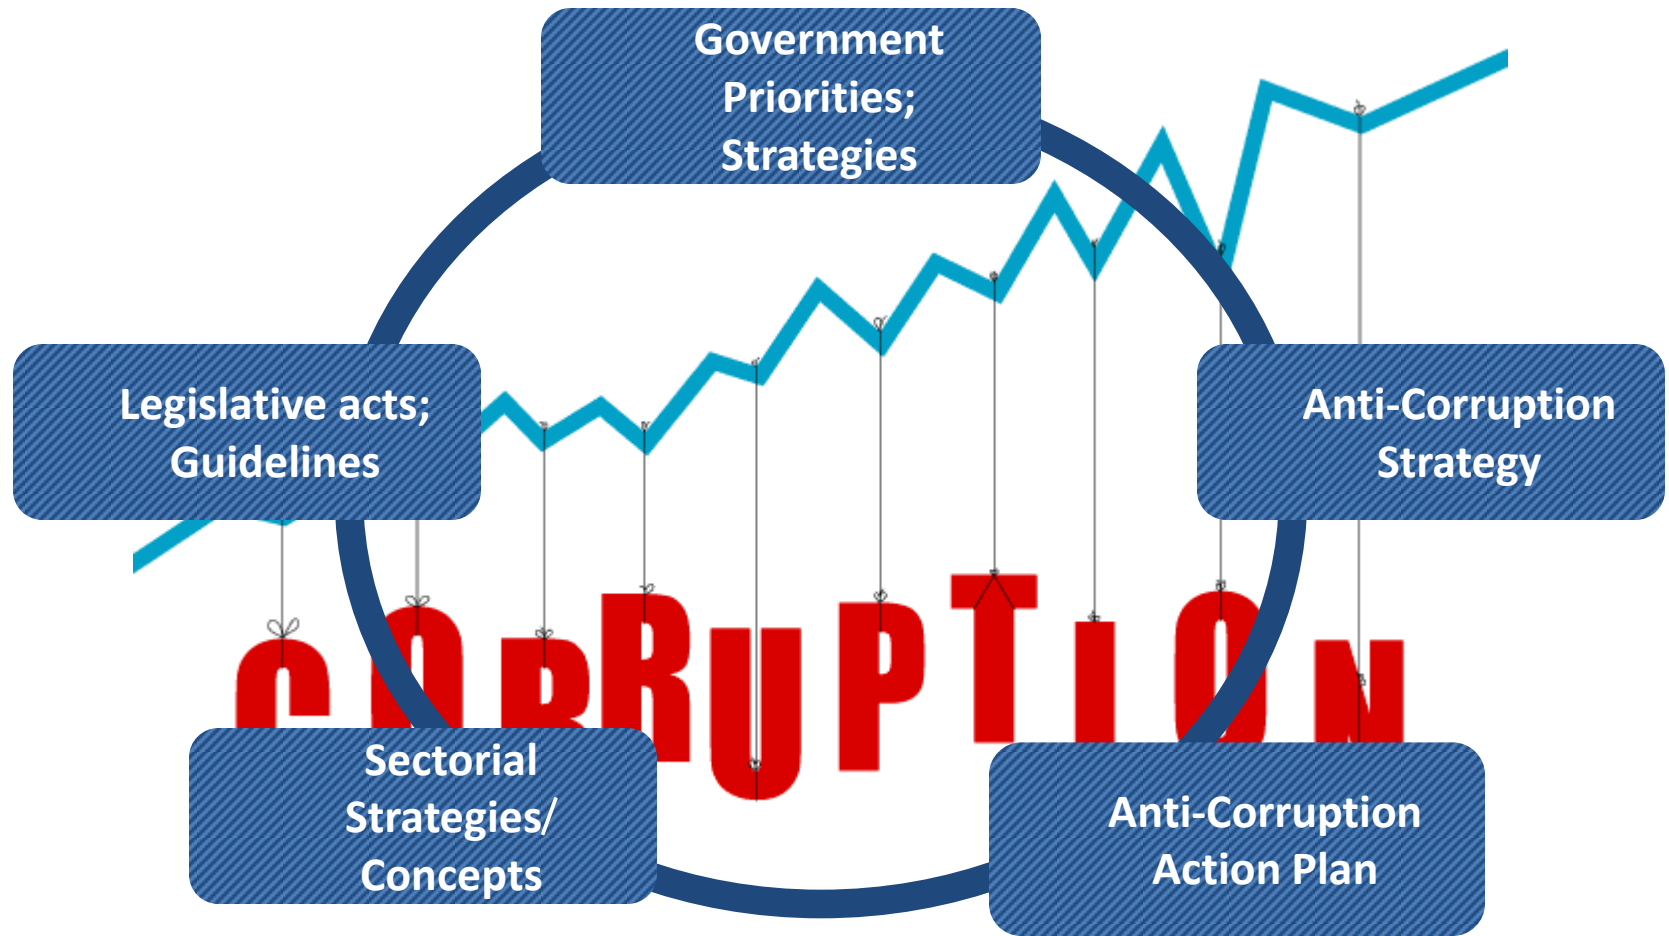 Government
Priorities;
Strategies
Legislative acts;
Guidelines
Anti-Corruption
Strategy
CORRUPTION
Sectorial
Strategies/
Concepts
Anti-Corruption
Action Plan